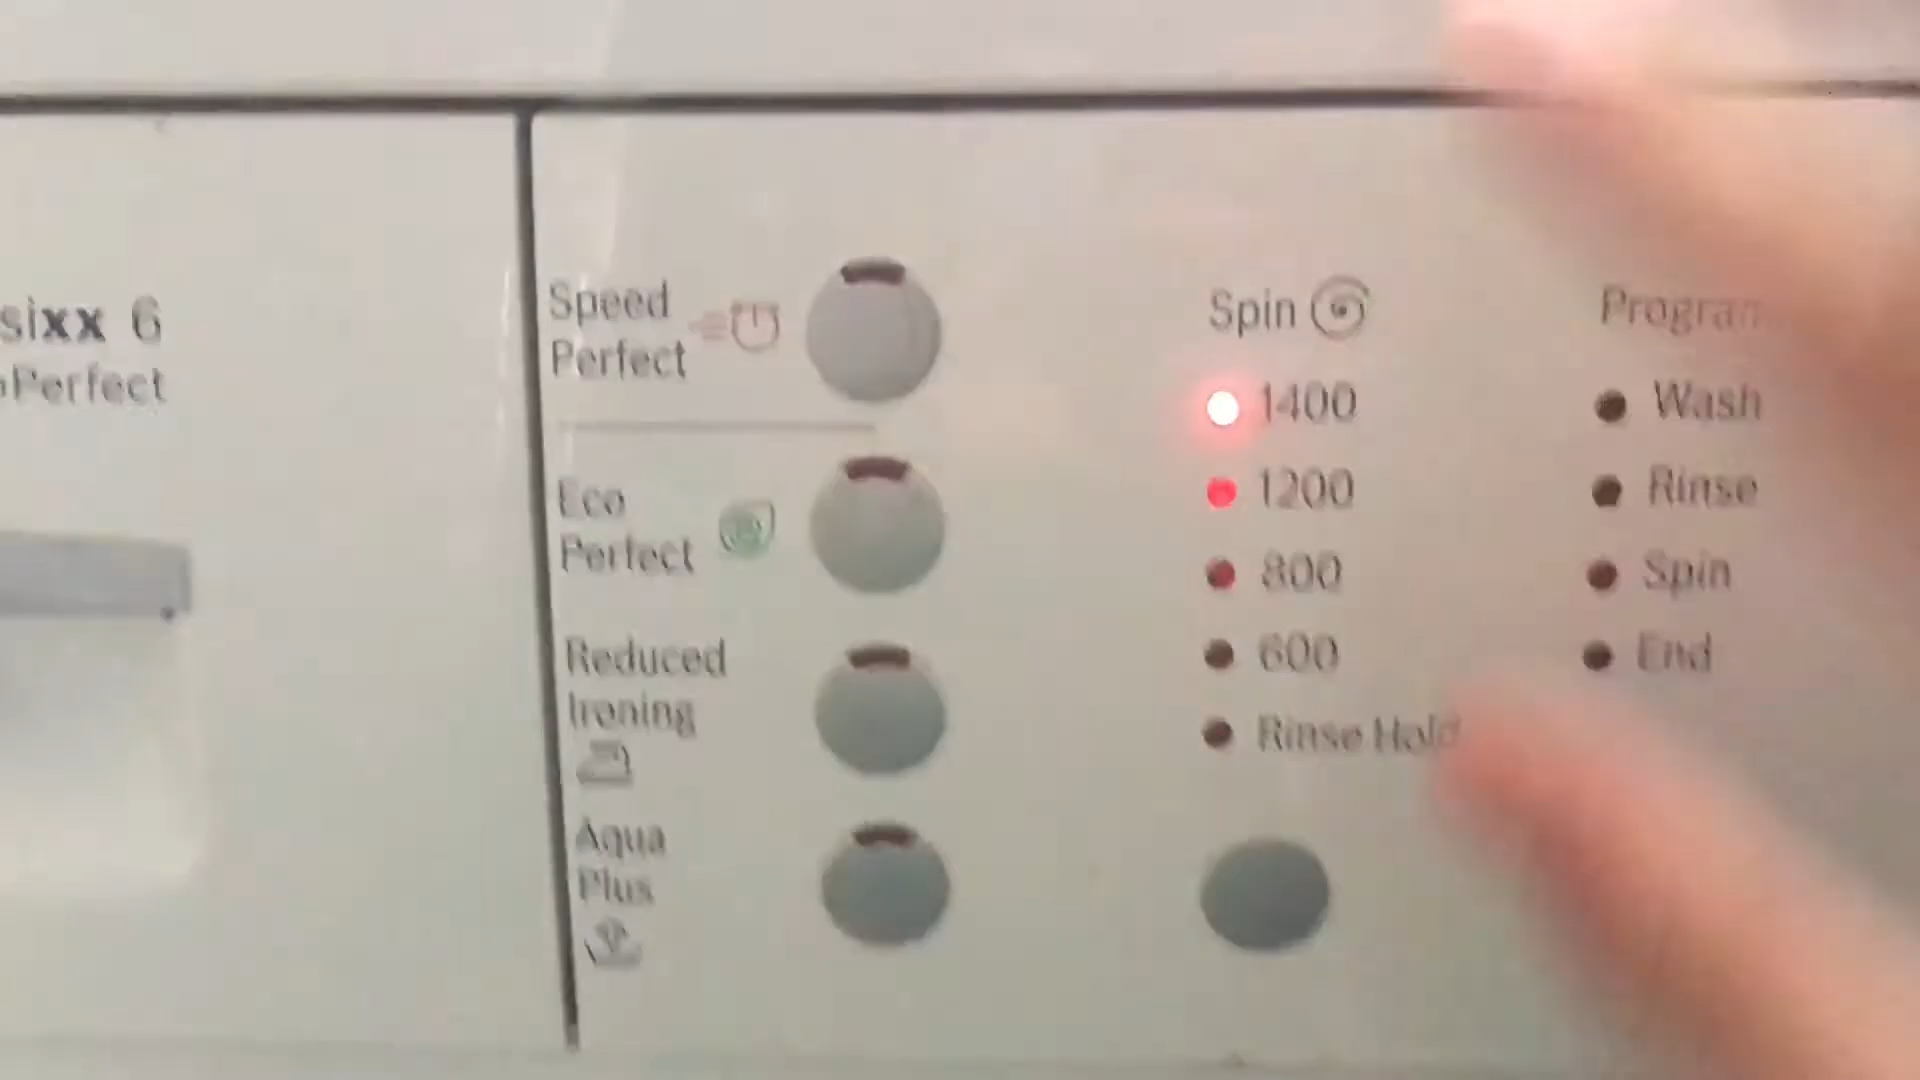 sixx 6
Perfect
Speed
Perfect
Eco
Perfect
Reduced
Ironing
Aqua
Plus
Spin
1400
1200
800
600
Rinse Hold
Wash
Rinse
Spin
End